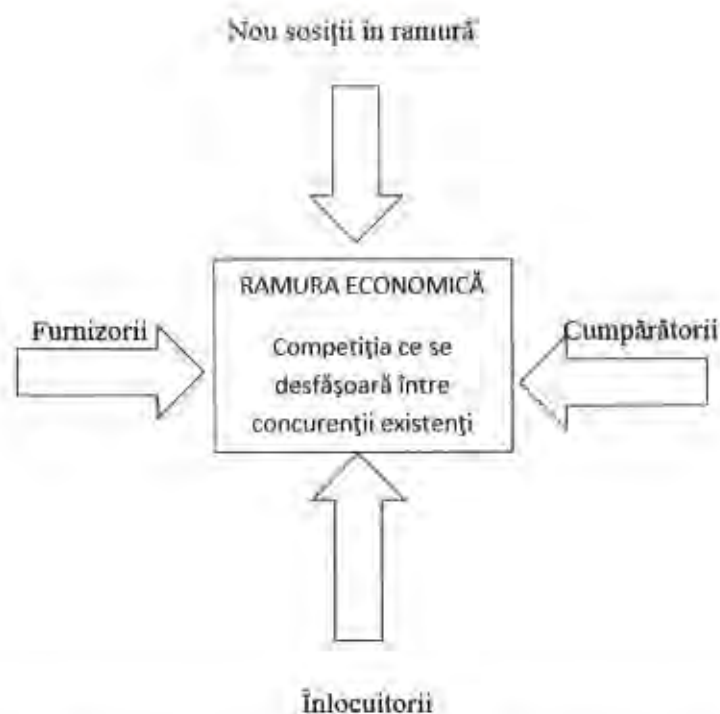 Nou sosiţii în ramură
RAMURA ECONOMICĂ
Furnizorii
Competiţia ce se
desfăşoară între
concurenţii existenţi
Cumpărătorii
Înlocuitorii